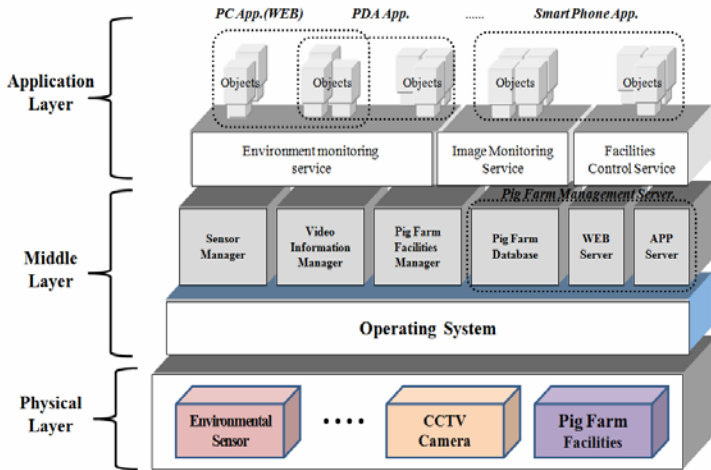 PC App.(WEB) PDA App. ...... Smart Phone App.
Application
Layer
Objects Objects Objects Objects Objects
Environment monitoring
service
Image Monitoring
Service
Facilities
Control Service
Pig Farm Management Server.
Middle
Layer
Sensor
Manager
Video
Information
Manager
Pig Farm
Facilities
Manager
Pig Farm
Database
WEB
Server
APP
Server
Operating System
Physical
Layer
Environmental
Sensor
....
CCTV
Camera
Pig Farm
Facilities